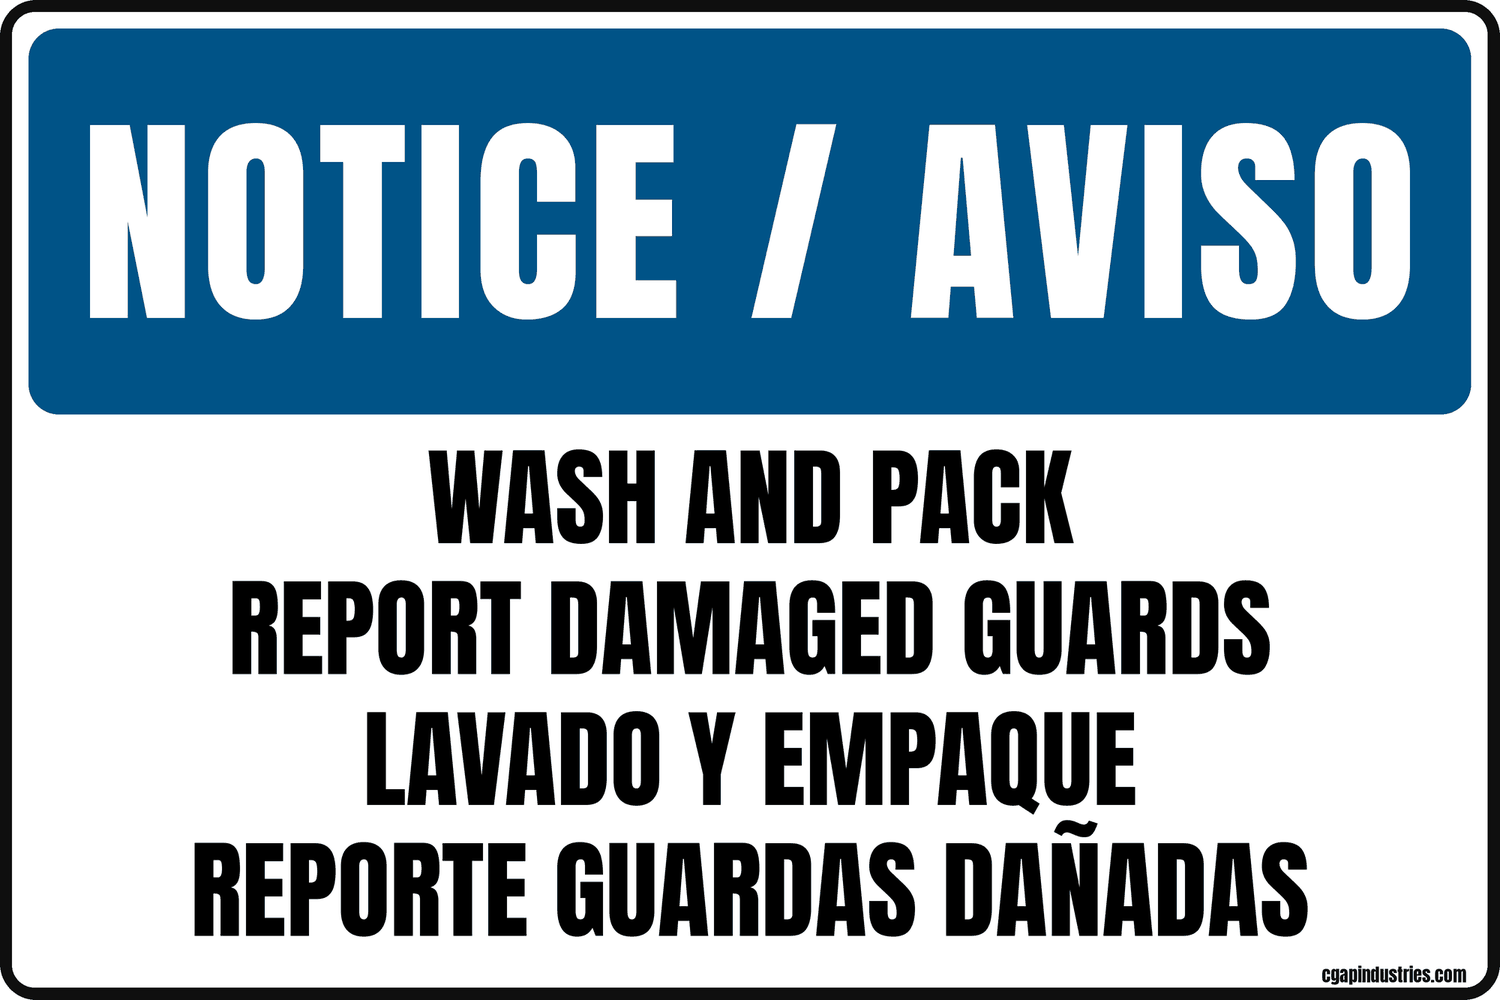 NOTICE / AVISO
WASH AND PACK
REPORT DAMAGED GUARDS
LAVADO Y EMPAQUE
REPORTE GUARDAS DAÑADAS
cgapindustries.com